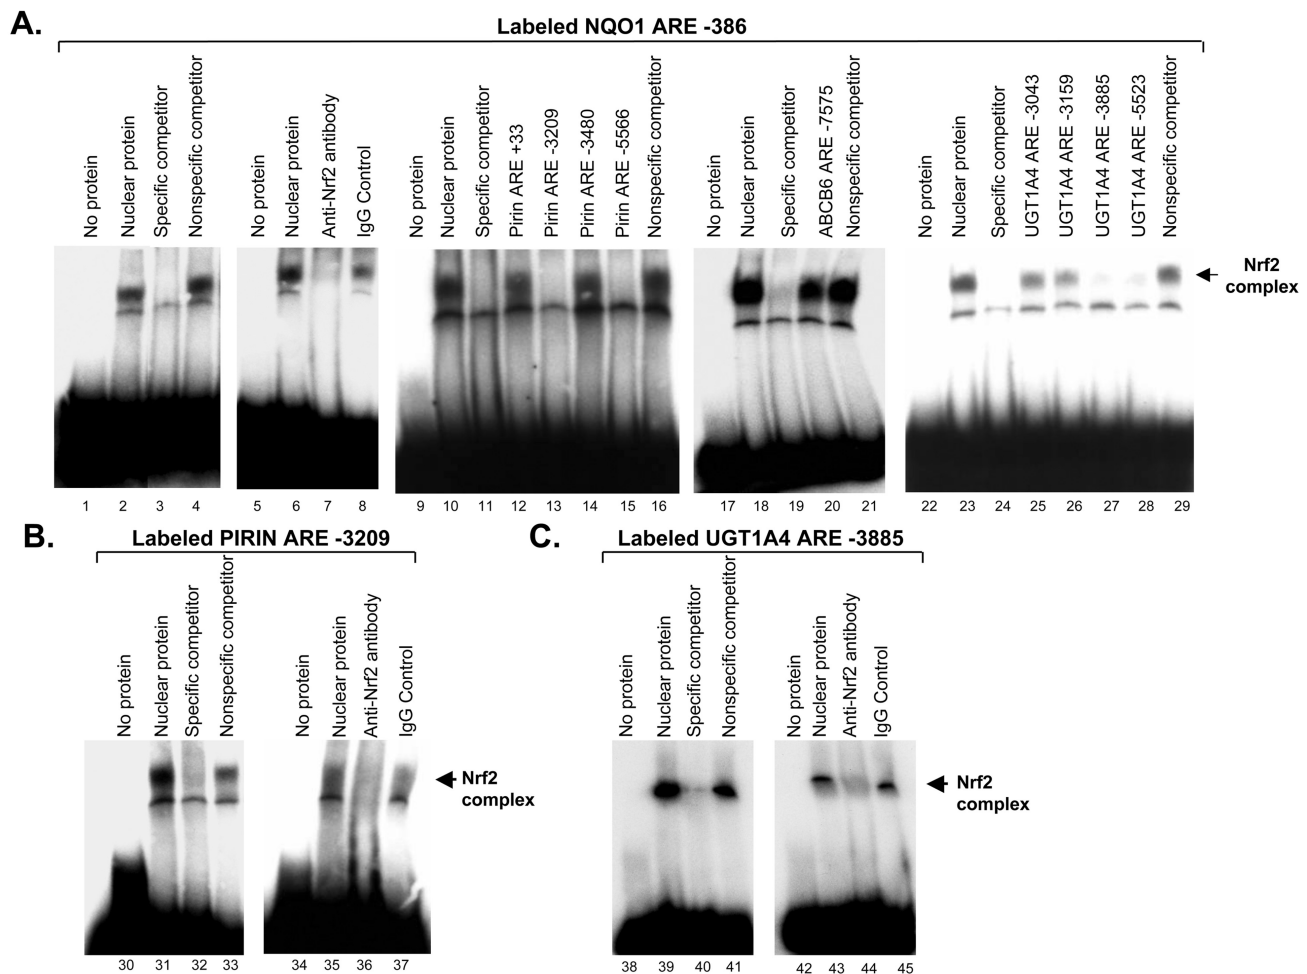 A.
Labeled NQO1 ARE -386
No protein
Nuclear protein
Specific competitor
Nonspecific competitor
No protein
Nuclear protein
Anti-Nrf2 antibody
IgG Control
No protein
Nuclear protein
Specific competitor
Pirin ARE +33
Pirin ARE -3209
Pirin ARE -3480
Pirin ARE -5566
Nonspecific competitor
No protein
Nuclear protein
Specific competitor
ABCB6 ARE -7575
Nonspecific competitor
No protein
Nuclear protein
Specific competitor
UGT1A4 ARE -3043
UGT1A4 ARE -3159
UGT1A4 ARE -3885
UGT1A4 ARE -5523
Nonspecific competitor
Nrf2
complex
1 2 3 4 5 6 7 8 9 10 11 12 13 14 15 16 17 18 19 20 21 22 23 24 25 26 27 28 29
B.
Labeled PIRIN ARE -3209
No protein
Nuclear protein
Specific competitor
Nonspecific competitor
No protein
Nuclear protein
Anti-Nrf2 antibody
IgG Control
Nrf2
complex
30 31 32 33 34 35 36 37
C.
Labeled UGT1A4 ARE -3885
No protein
Nuclear protein
Specific competitor
Nonspecific competitor
No protein
Nuclear protein
Anti-Nrf2 antibody
IgG Control
Nrf2
complex
38 39 40 41 42 43 44 45